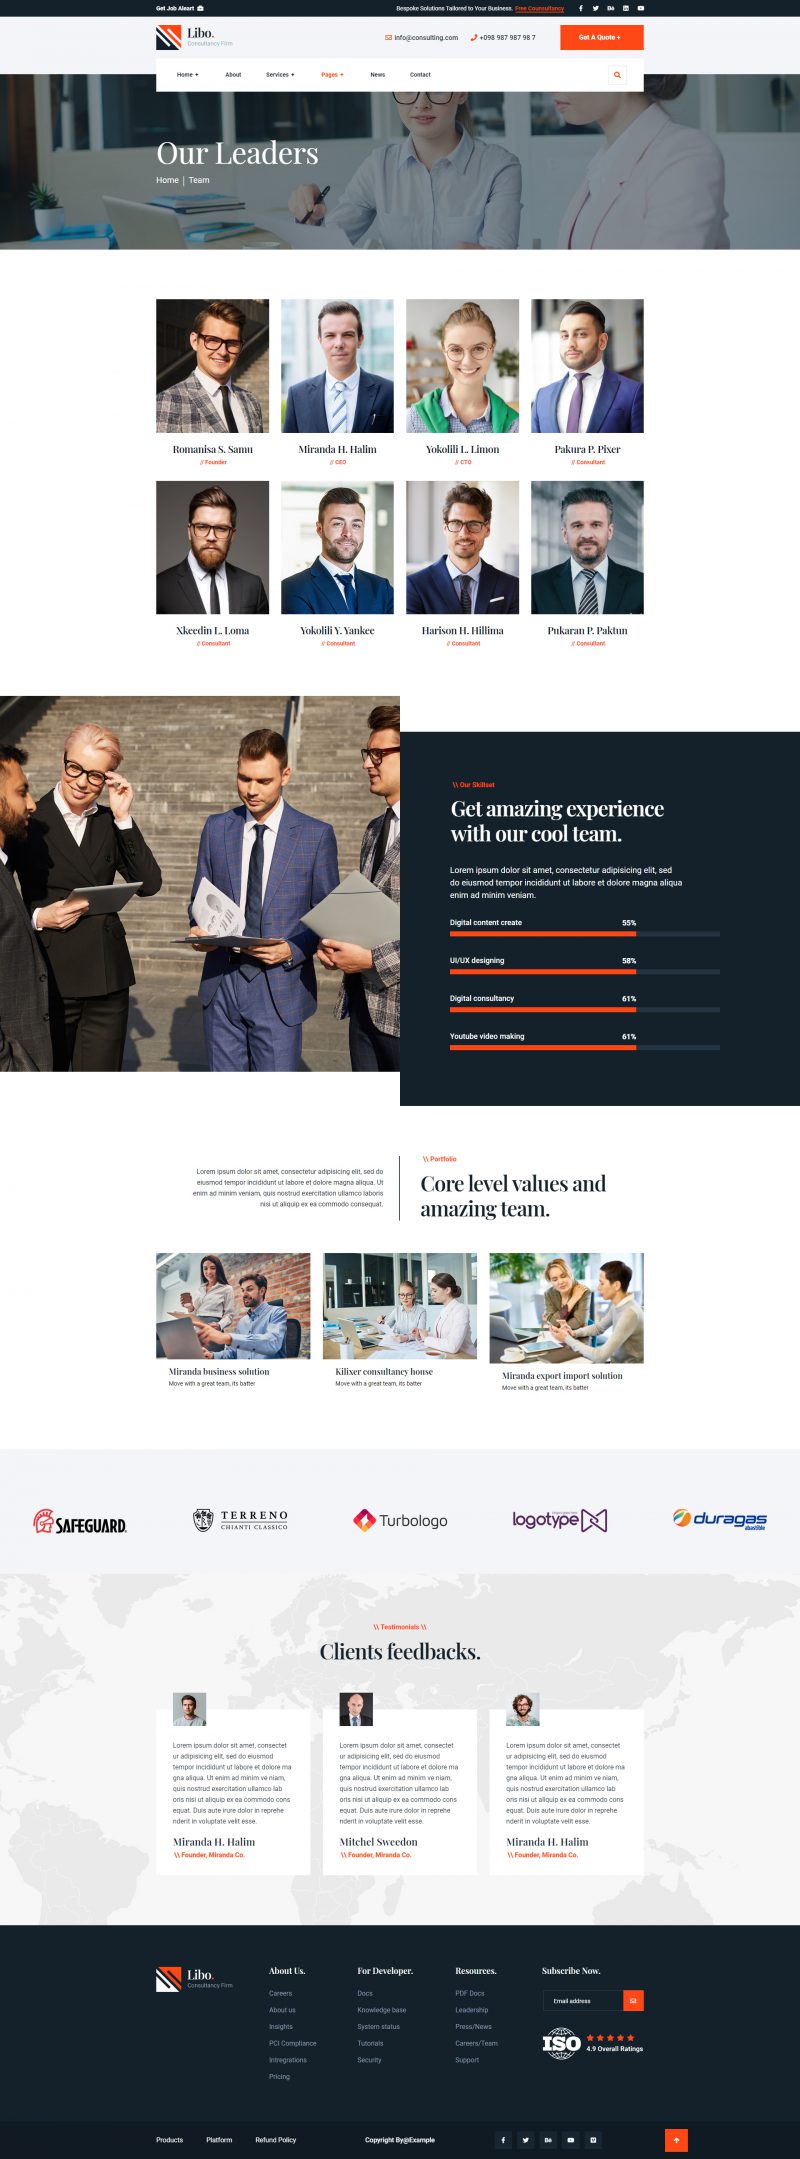 Get Job Aleart
Bespoke Solutions Tailored to Your Business. Free Counsultancy
Libo.
Consultancy Firm
info@consulting.com
+098 987 987 98 7
Get A Quote +
Home +
About
Services +
Pages +
News
Contact
Our Leaders
Home | Team
Romanisa S. Samu
// Founder
Miranda H. Halim
// CEO
Yokolili L. Limon
// CTO
Pakura P. Pixer
// Consultant
Xkeedin L. Loma
// Consultant
Yokolili Y. Yankee
// Consultant
Harison H. Hillima
// Consultant
Pukaran P. Paktun
// Consultant
\\ Our Skillset
Get amazing experience
with our cool team.
Lorem ipsum dolor sit amet, consectetur adipisicing elit, sed
do eiusmod tempor incididunt ut labore et dolore magna aliqua
enim ad minim veniam.
Digital content create 55%
UI/UX designing 58%
Digital consultancy 61%
Youtube video making 61%
Lorem ipsum dolor sit amet, consectetur adipisicing elit, sed do
eiusmod tempor incididunt ut labore et dolore magna aliqua. Ut
enim ad minim veniam, quis nostrud exercitation ullamco laboris
nisi ut aliquip ex ea commodo consequat.
\\ Portfolio
Core level values and
amazing team.
Miranda business solution
Move with a great team, its batter
Kilixer consultancy house
Move with a great team, its batter
Miranda export import solution
Move with a great team, its batter
SAFEGUARD
TERRENO
CHIANTI CLASSICO
Turbologo
logotype
duragas
abastible
\\ Testimonials \\
Clients feedbacks.
Lorem ipsum dolor sit amet, consectet
ur adipisicing elit, sed do eiusmod
tempor incididunt ut labore et dolore ma
gna aliqua. Ut enim ad minim ve niam,
quis nostrud exercitation ullamco lab
oris nisi ut aliquip ex ea commodo cons
equat. Duis aute irure dolor in reprehe
nderit in voluptate velit esse.
Miranda H. Halim
\\ Founder, Miranda Co.
Lorem ipsum dolor sit amet, consectet
ur adipisicing elit, sed do eiusmod
tempor incididunt ut labore et dolore ma
gna aliqua. Ut enim ad minim ve niam,
quis nostrud exercitation ullamco lab
oris nisi ut aliquip ex ea commodo cons
equat. Duis aute irure dolor in reprehe
nderit in voluptate velit esse.
Mitchel Sweedon
\\ Founder, Miranda Co.
Lorem ipsum dolor sit amet, consectet
ur adipisicing elit, sed do eiusmod
tempor incididunt ut labore et dolore ma
gna aliqua. Ut enim ad minim ve niam,
quis nostrud exercitation ullamco lab
oris nisi ut aliquip ex ea commodo cons
equat. Duis aute irure dolor in reprehe
nderit in voluptate velit esse.
Miranda H. Halim
\\ Founder, Miranda Co.
Libo.
Consultancy Firm
About Us.
Careers
About us
Insights
PCI Compliance
Intregrations
Pricing
For Developer.
Docs
Knowledge base
System status
Tutorials
Security
Resources.
PDF Docs
Leadership
Press/News
Careers/Team
Support
Subscribe Now.
Email address
ISO
4.9 Overall Ratings
Products
Platform
Refund Policy
Copyright By@Example